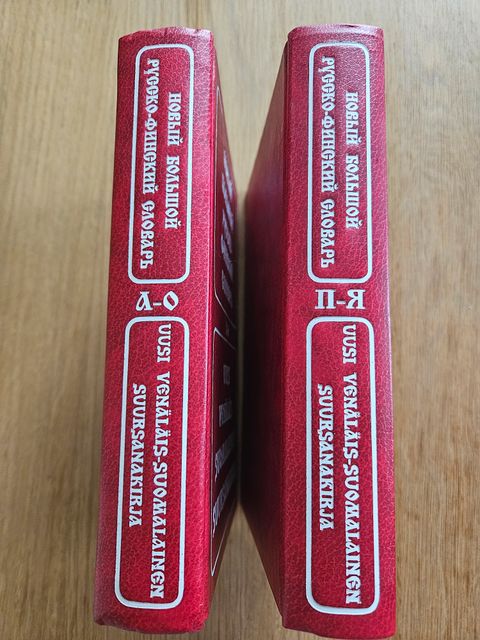 НОВЫЙ БОЛЬШОЙ
РУССКО-ФИНСКИЙ СЛОВАРЬ
А-О
UUSI VENÄLÄIS-SUOMALAINEN
SUURSANAKIRJA
НОВЫЙ БОЛЬШОЙ
РУССКО-ФИНСКИЙ СЛОВАРЬ
П-Я
UUSI VENÄLÄIS-SUOMALAINEN
SUURSANAKIRJA